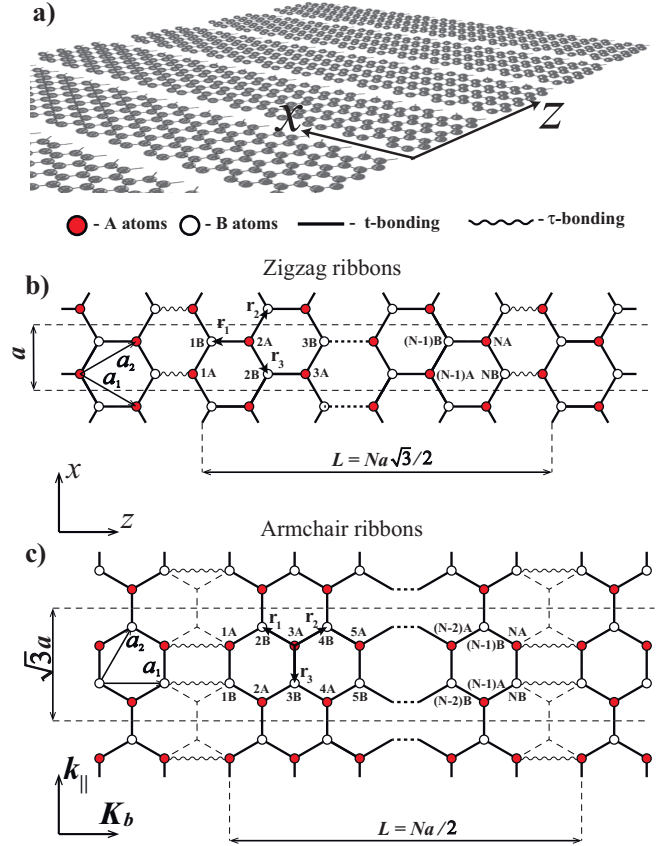 a)
x
z
- A atoms
- B atoms
- t-bonding
- τ-bonding
b)
Zigzag ribbons
r₂
r₁
1B
2A
3B
(N-1)B
NA
a
a₂
a₁
r₃
1A
2B
3A
(N-1)A
NB
L = Na√3/2
x
z
Armchair ribbons
c)
1A
r₁
2B
3A
r₂
4B
5A
(N-2)A
(N-1)B
NA
√3a
a₂
a₁
r₃
1B
2A
3B
4A
5B
(N-2)B
(N-1)A
NB
k||
K_b
L = Na/2